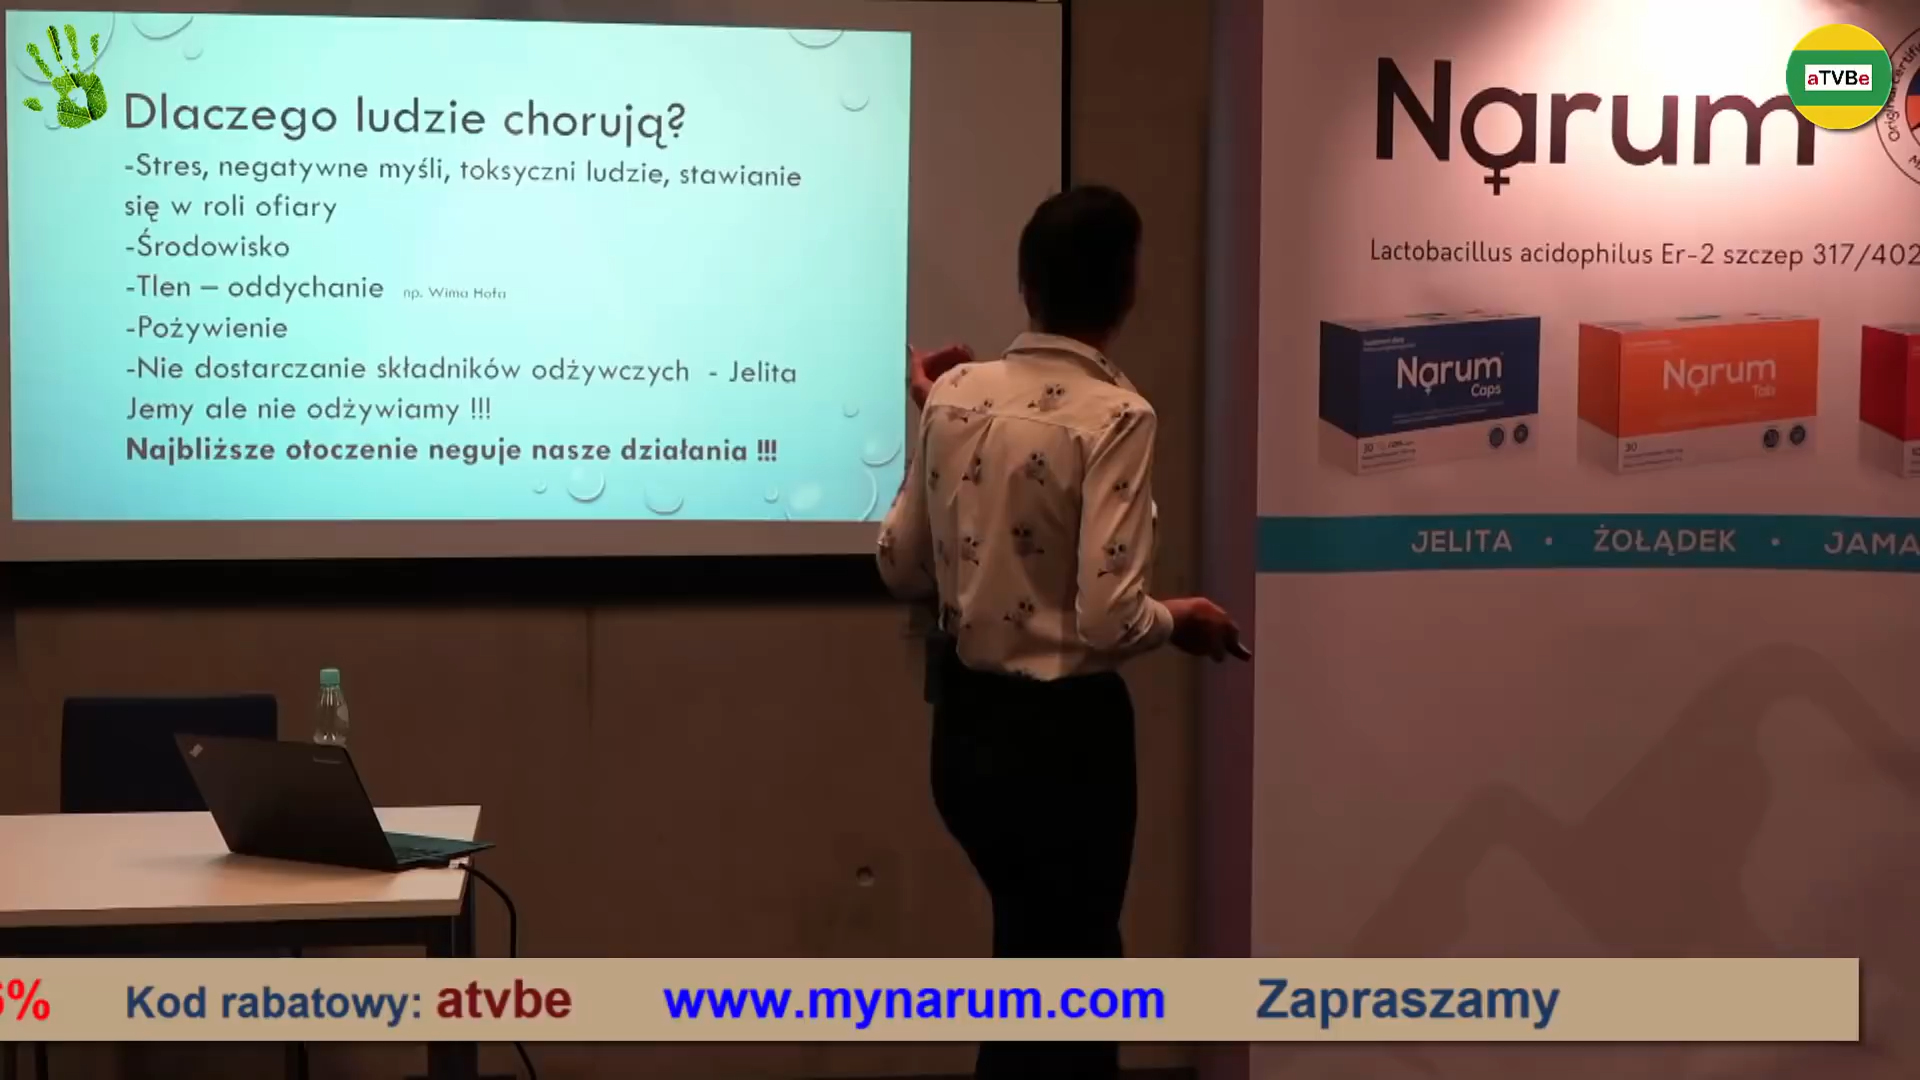 Dlaczego ludzie chorują?
-Stres, negatywne myśli, toksyczni ludzie, stawianie
się w roli ofiary
-Środowisko
-Tlen – oddychanie np. Wima Hofa
-Pożywienie
-Nie dostarczanie składników odżywczych - Jelita
Jemy ale nie odżywiamy !!!
Najbliższe otoczenie neguje nasze działania !!!
aTVBe
Narum
Lactobacillus acidophilus Er-2 szczep 317/402
Narum
Caps
30
Narum
Tabs
30
JELITA • ŻOŁĄDEK • JAMA
% Kod rabatowy: atvbe www.mynarum.com Zapraszamy